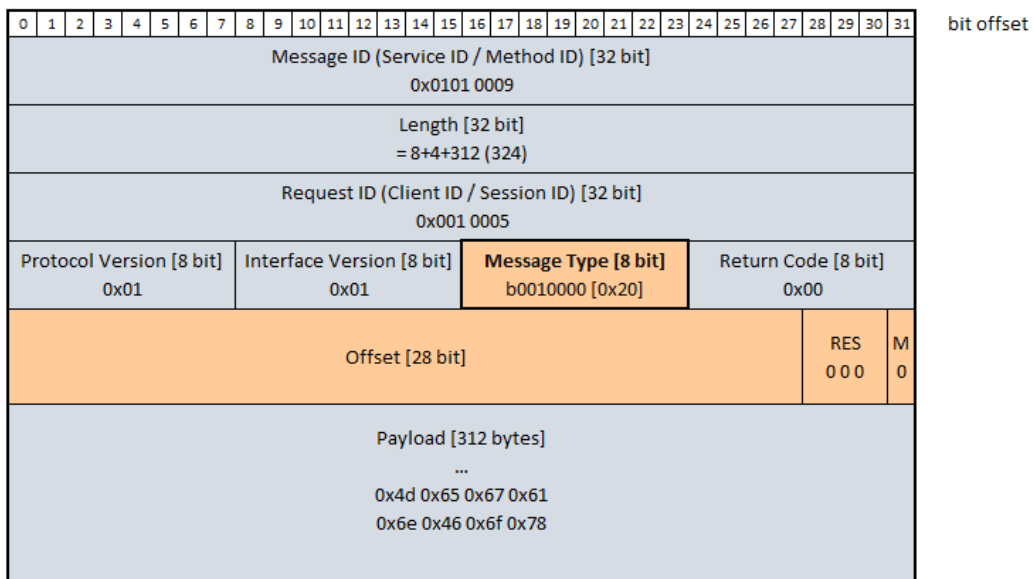 0 1 2 3 4 5 6 7 8 9 10 11 12 13 14 15 16 17 18 19 20 21 22 23 24 25 26 27 28 29 30 31 bit offset
Message ID (Service ID / Method ID) [32 bit]
0x0101 0009
Length [32 bit]
= 8+4+312 (324)
Request ID (Client ID / Session ID) [32 bit]
0x001 0005
Protocol Version [8 bit] Interface Version [8 bit] Message Type [8 bit] Return Code [8 bit]
0x01 0x01 b0010000 [0x20] 0x00
Offset [28 bit] RES M
0 0 0 0
Payload [312 bytes]
...
0x4d 0x65 0x67 0x61
0x6e 0x46 0x6f 0x78